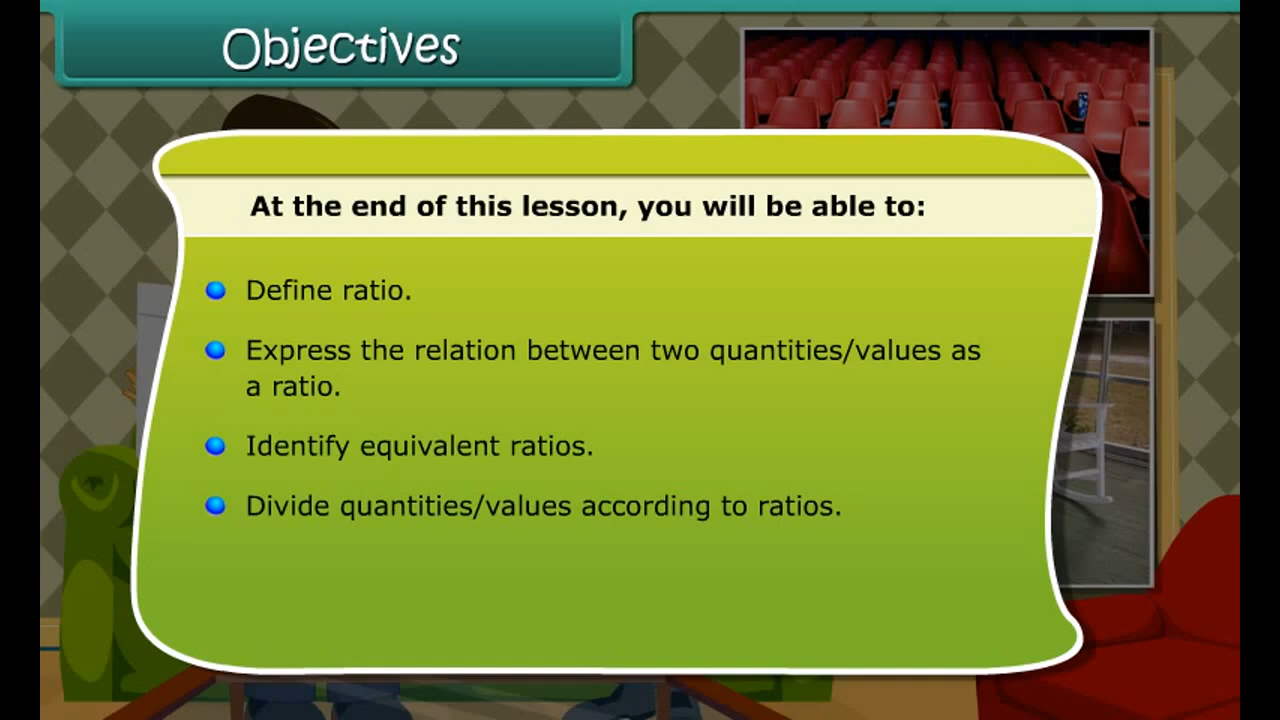 Objectives
At the end of this lesson, you will be able to:
Define ratio.
Express the relation between two quantities/values as
a ratio.
Identify equivalent ratios.
Divide quantities/values according to ratios.